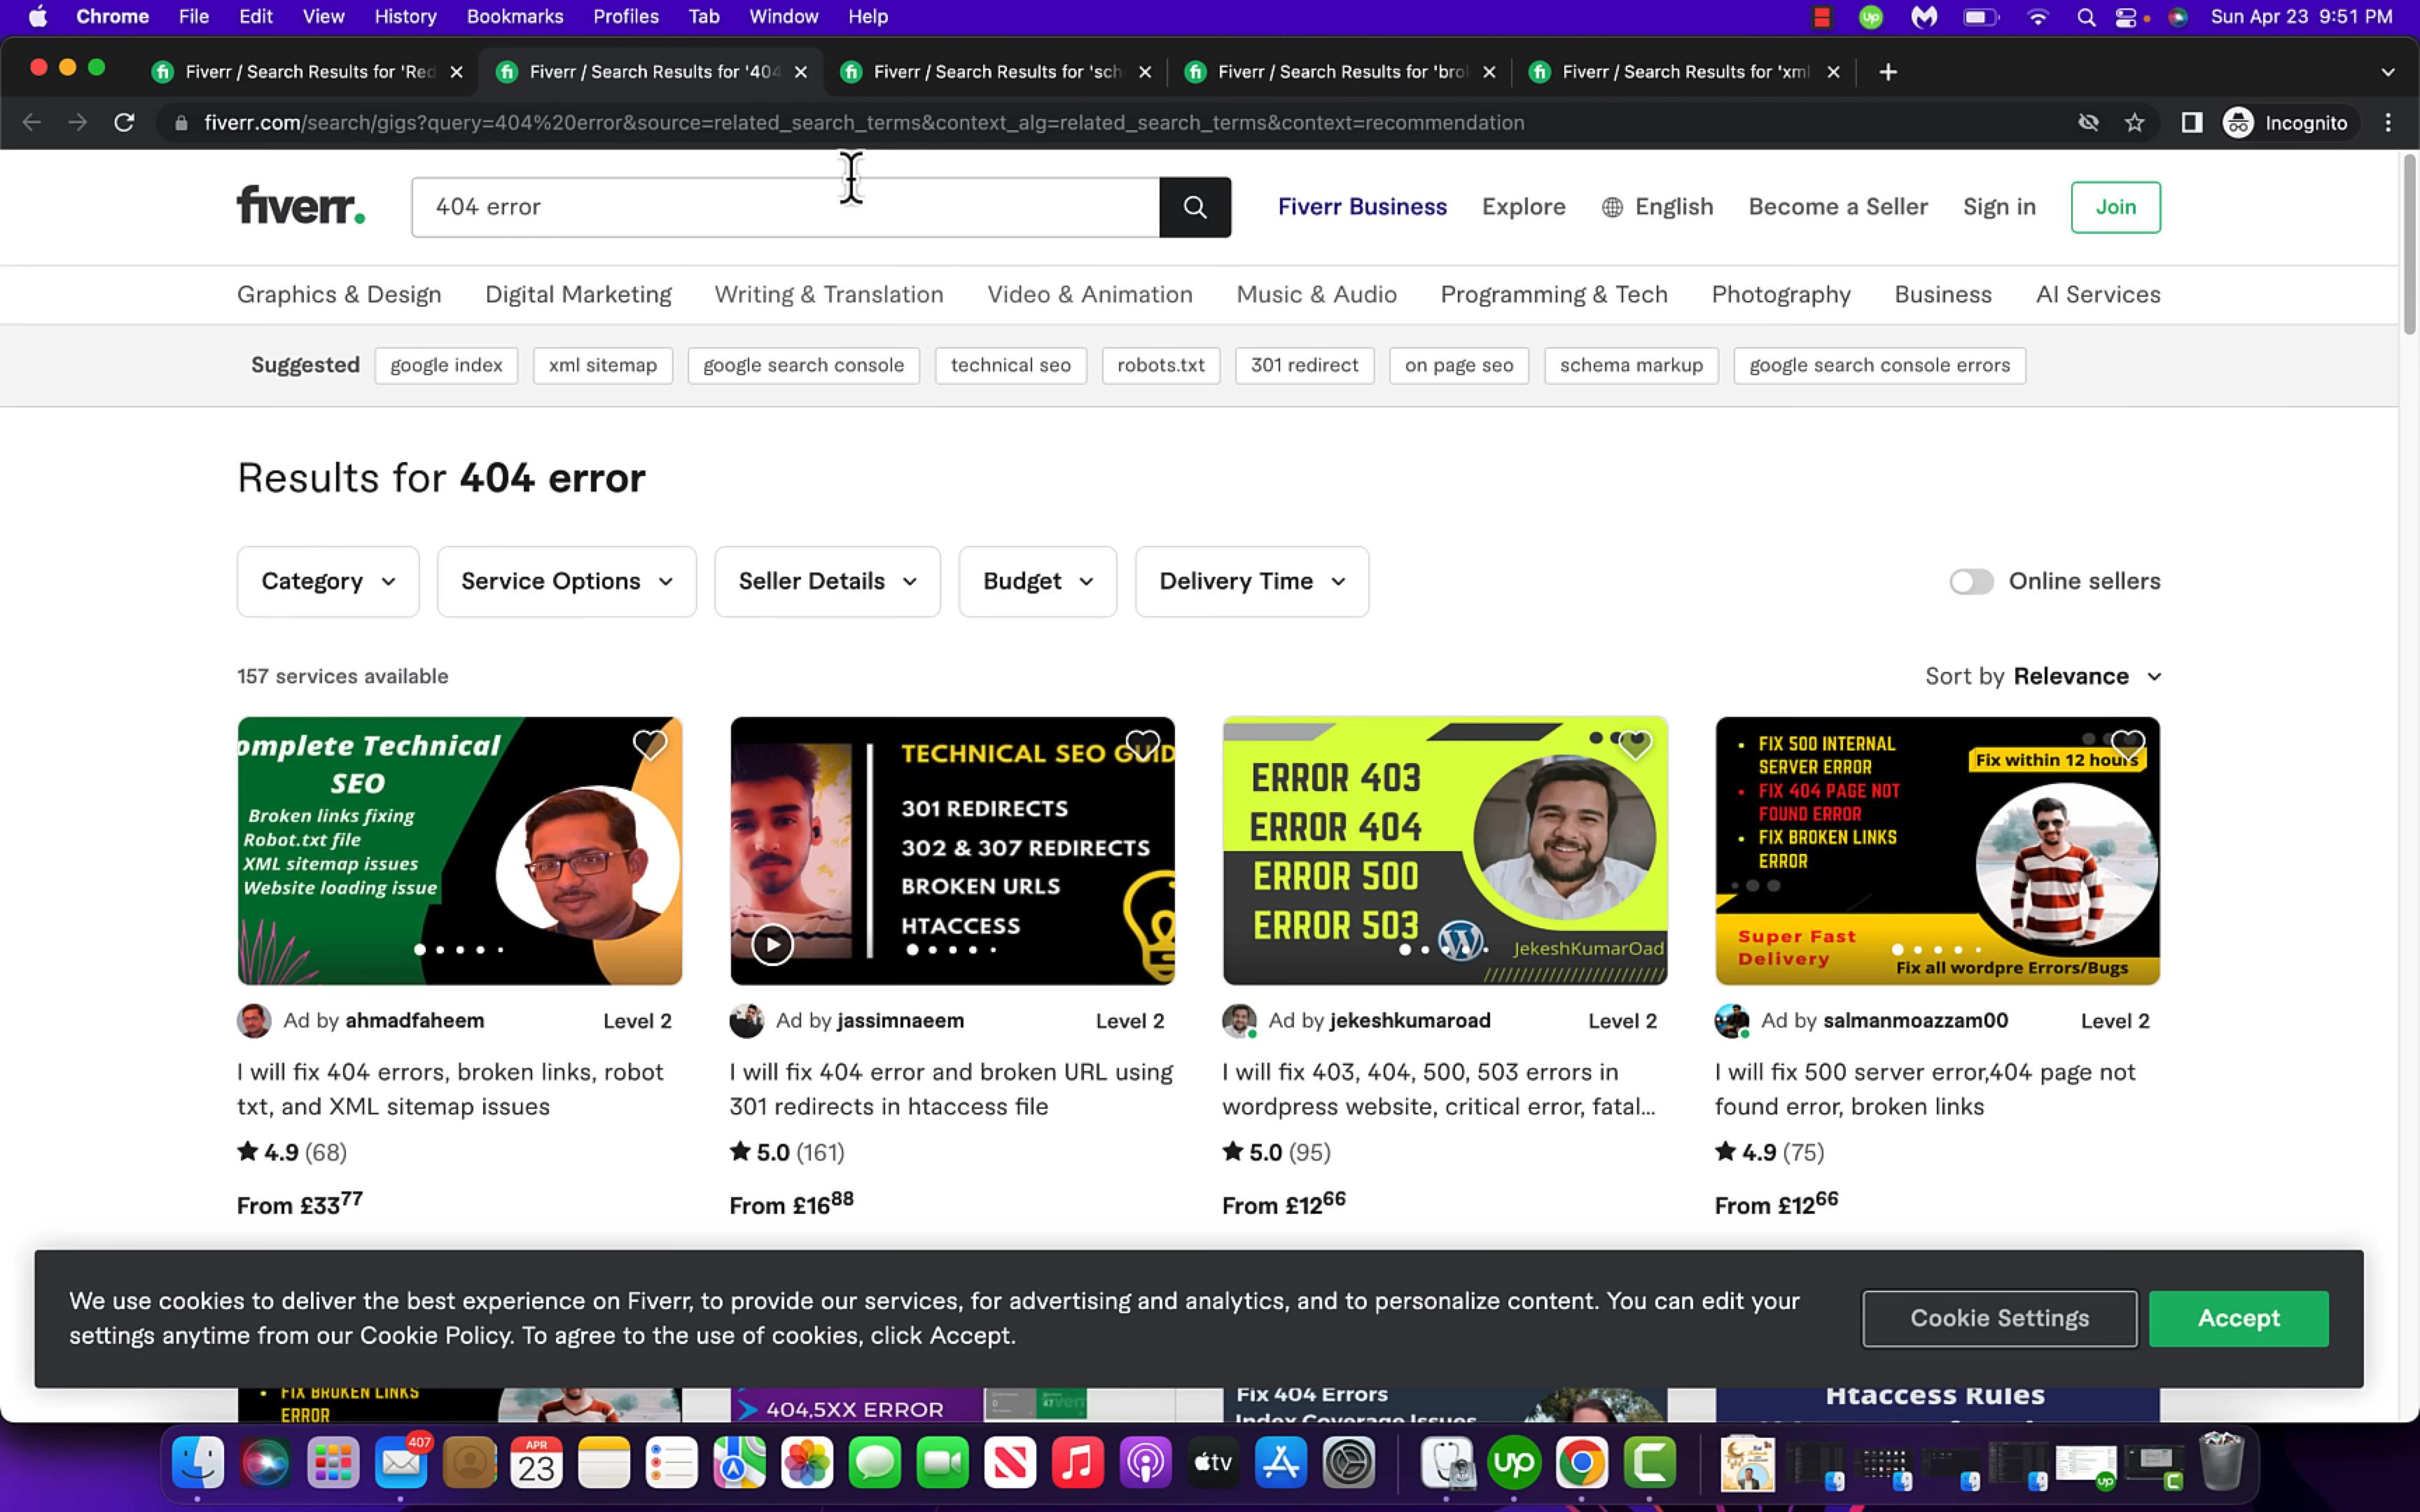 Chrome File Edit View History Bookmarks Profiles Tab Window Help
Sun Apr 23 9:51 PM
Fiverr / Search Results for 'Red
Fiverr / Search Results for '404
Fiverr / Search Results for 'sch
Fiverr / Search Results for 'bro
Fiverr / Search Results for 'xml
fiverr.com/search/gigs?query=404%20error&source=related_search_terms&context_alg=related_search_terms&context=recommendation
Incognito
fiverr.
404 error
Fiverr Business Explore English Become a Seller Sign in Join
Graphics & Design Digital Marketing Writing & Translation Video & Animation Music & Audio Programming & Tech Photography Business AI Services
Suggested google index xml sitemap google search console technical seo robots.txt 301 redirect on page seo schema markup google search console errors
Results for 404 error
Category Service Options Seller Details Budget Delivery Time
Online sellers
157 services available
Sort by Relevance
omplete Technical
SEO
Broken links fixing
Robot.txt file
XML sitemap issues
Website loading issue
TECHNICAL SEO GUID
301 REDIRECTS
302 & 307 REDIRECTS
BROKEN URLS
HTACCESS
ERROR 403
ERROR 404
ERROR 500
ERROR 503
JekeshKumarOad
• FIX 500 INTERNAL
SERVER ERROR
• FIX 404 PAGE NOT
FOUND ERROR
• FIX BROKEN LINKS
ERROR
Fix within 12 hours
Super Fast
Delivery
Fix all wordpre Errors/Bugs
Ad by ahmadfaheem Level 2
I will fix 404 errors, broken links, robot
txt, and XML sitemap issues
4.9 (68)
From £3377
Ad by jassimnaeem Level 2
I will fix 404 error and broken URL using
301 redirects in htaccess file
5.0 (161)
From £1688
Ad by jekeshkumaroad Level 2
I will fix 403, 404, 500, 503 errors in
wordpress website, critical error, fatal...
5.0 (95)
From £1266
Ad by salmanmoazzam00 Level 2
I will fix 500 server error,404 page not
found error, broken links
4.9 (75)
From £1266
We use cookies to deliver the best experience on Fiverr, to provide our services, for advertising and analytics, and to personalize content. You can edit your
settings anytime from our Cookie Policy. To agree to the use of cookies, click Accept.
Cookie Settings
Accept
• FIX BROKEN LINKS
ERROR
404,5XX ERROR
Fix 404 Errors
Index Coverage Issues
Htaccess Rules
407
APR
23
tv
up